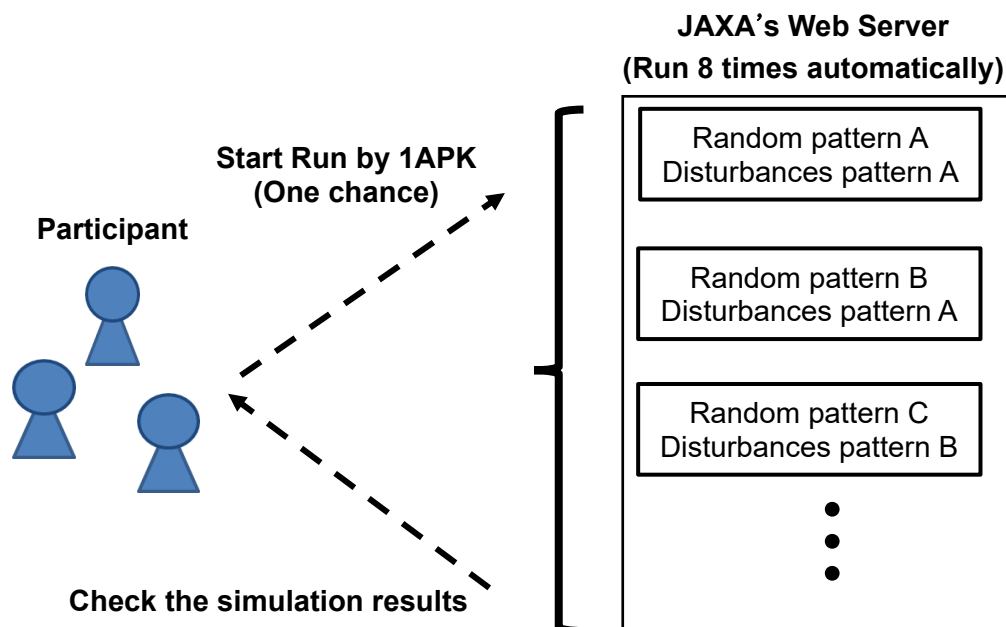 JAXA’s Web Server
(Run 8 times automatically)
Start Run by 1APK
(One chance)
Participant
Random pattern A
Disturbances pattern A
Random pattern B
Disturbances pattern A
Random pattern C
Disturbances pattern B
Check the simulation results